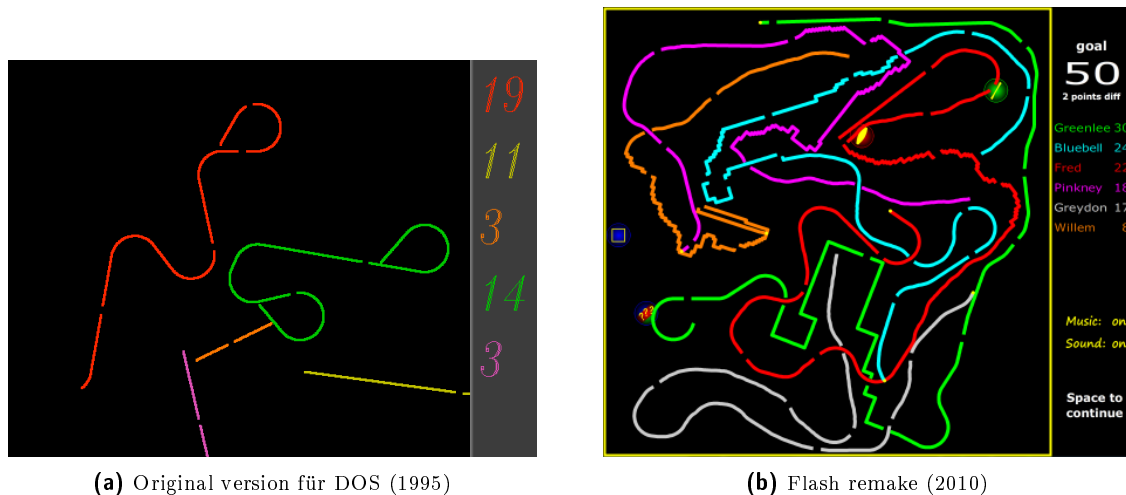 19
11
3
14
3
goal
50
2 points diff
Greenlee 30
Bluebell 24
Fred 22
Pinkney 18
Greydon 17
Willem 8
Music: on
Sound: on
Space to
continue
???
(a) Original version für DOS (1995)
(b) Flash remake (2010)